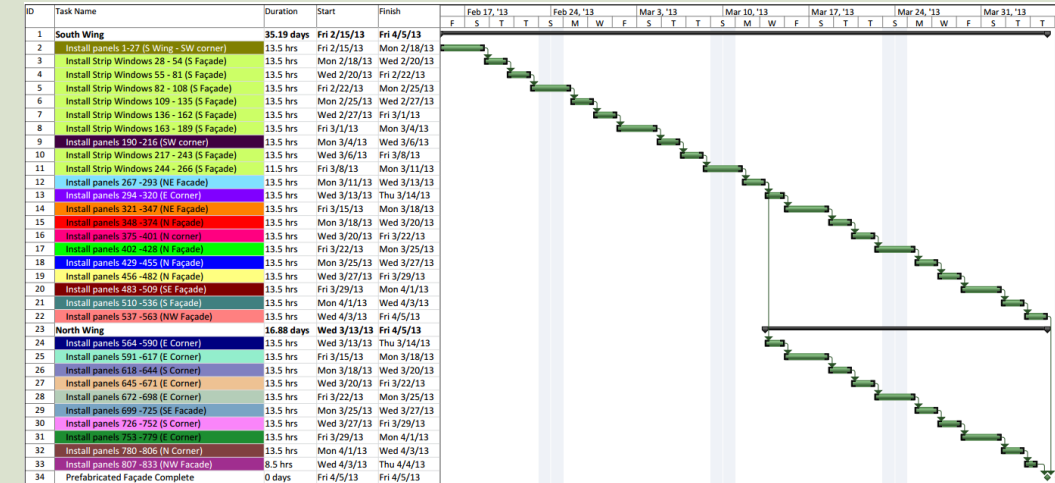 ID Task Name Duration Start Finish Feb 17, '13 Feb 24, '13 Mar 3, '13 Mar 10, '13 Mar 17, '13 Mar 24, '13 Mar 31, '13
F S T T S M W F S T T S M W F S T T S M W F S T T
1 South Wing 35.19 days Fri 2/15/13 Fri 4/5/13
2 Install panels 1-27 (S Wing - SW corner) 13.5 hrs Fri 2/15/13 Mon 2/18/13
3 Install Strip Windows 28 - 54 (S Façade) 13.5 hrs Mon 2/18/13 Wed 2/20/13
4 Install Strip Windows 55 - 81 (S Façade) 13.5 hrs Wed 2/20/13 Fri 2/22/13
5 Install Strip Windows 82 - 108 (S Façade) 13.5 hrs Fri 2/22/13 Mon 2/25/13
6 Install Strip Windows 109 - 135 (S Façade) 13.5 hrs Mon 2/25/13 Wed 2/27/13
7 Install Strip Windows 136 - 162 (S Façade) 13.5 hrs Wed 2/27/13 Fri 3/1/13
8 Install Strip Windows 163 - 189 (S Façade) 13.5 hrs Fri 3/1/13 Mon 3/4/13
9 Install panels 190 -216 (SW corner) 13.5 hrs Mon 3/4/13 Wed 3/6/13
10 Install Strip Windows 217 - 243 (S Façade) 13.5 hrs Wed 3/6/13 Fri 3/8/13
11 Install Strip Windows 244 - 266 (S Façade) 11.5 hrs Fri 3/8/13 Mon 3/11/13
12 Install panels 267 -293 (NE Facade) 13.5 hrs Mon 3/11/13 Wed 3/13/13
13 Install panels 294 -320 (E Corner) 13.5 hrs Wed 3/13/13 Thu 3/14/13
14 Install panels 321 -347 (NE Façade) 13.5 hrs Fri 3/15/13 Mon 3/18/13
15 Install panels 348 -374 (N Façade) 13.5 hrs Mon 3/18/13 Wed 3/20/13
16 Install panels 375 -401 (N corner) 13.5 hrs Wed 3/20/13 Fri 3/22/13
17 Install panels 402 -428 (N Façade) 13.5 hrs Fri 3/22/13 Mon 3/25/13
18 Install panels 429 -455 (N Façade) 13.5 hrs Mon 3/25/13 Wed 3/27/13
19 Install panels 456 -482 (N Façade) 13.5 hrs Wed 3/27/13 Fri 3/29/13
20 Install panels 483 -509 (SE Façade) 13.5 hrs Fri 3/29/13 Mon 4/1/13
21 Install panels 510 -536 (S Façade) 13.5 hrs Mon 4/1/13 Wed 4/3/13
22 Install panels 537 -563 (NW Façade) 13.5 hrs Wed 4/3/13 Fri 4/5/13
23 North Wing 16.88 days Wed 3/13/13 Fri 4/5/13
24 Install panels 564 -590 (E Corner) 13.5 hrs Wed 3/13/13 Thu 3/14/13
25 Install panels 591 -617 (E Corner) 13.5 hrs Fri 3/15/13 Mon 3/18/13
26 Install panels 618 -644 (S Corner) 13.5 hrs Mon 3/18/13 Wed 3/20/13
27 Install panels 645 -671 (E Corner) 13.5 hrs Wed 3/20/13 Fri 3/22/13
28 Install panels 672 -698 (E Corner) 13.5 hrs Fri 3/22/13 Mon 3/25/13
29 Install panels 699 -725 (SE Facade) 13.5 hrs Mon 3/25/13 Wed 3/27/13
30 Install panels 726 -752 (S Corner) 13.5 hrs Wed 3/27/13 Fri 3/29/13
31 Install panels 753 -779 (E Corner) 13.5 hrs Fri 3/29/13 Mon 4/1/13
32 Install panels 780 -806 (N Corner) 13.5 hrs Mon 4/1/13 Wed 4/3/13
33 Install panels 807 -833 (NW Facade) 8.5 hrs Wed 4/3/13 Thu 4/4/13
34 Prefabricated Façade Complete 0 days Fri 4/5/13 Fri 4/5/13